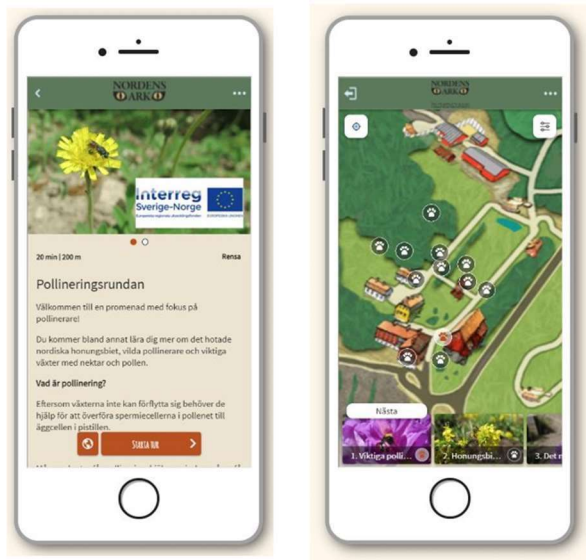 NORDENS
ARK
Interreg
Sverige-Norge
20 min | 200 m
Rensa
Pollineringsrundan
Välkommen till en promenad med fokus på
pollinerare!
Du kommer bland annat lära dig mer om det hotade
nordiska honungsbiet, vilda pollinerare och viktiga
växter med nektar och pollen.
Vad är pollinering?
Eftersom växterna inte kan förflytta sig behöver de
hjälp för att överföra spermiecellerna i pollenet till
äggcellen i pistillen.
STARTA TUR
NORDENS
ARK
Nästa
1. Viktiga polli...
2. Honungsbi...
3. Det n